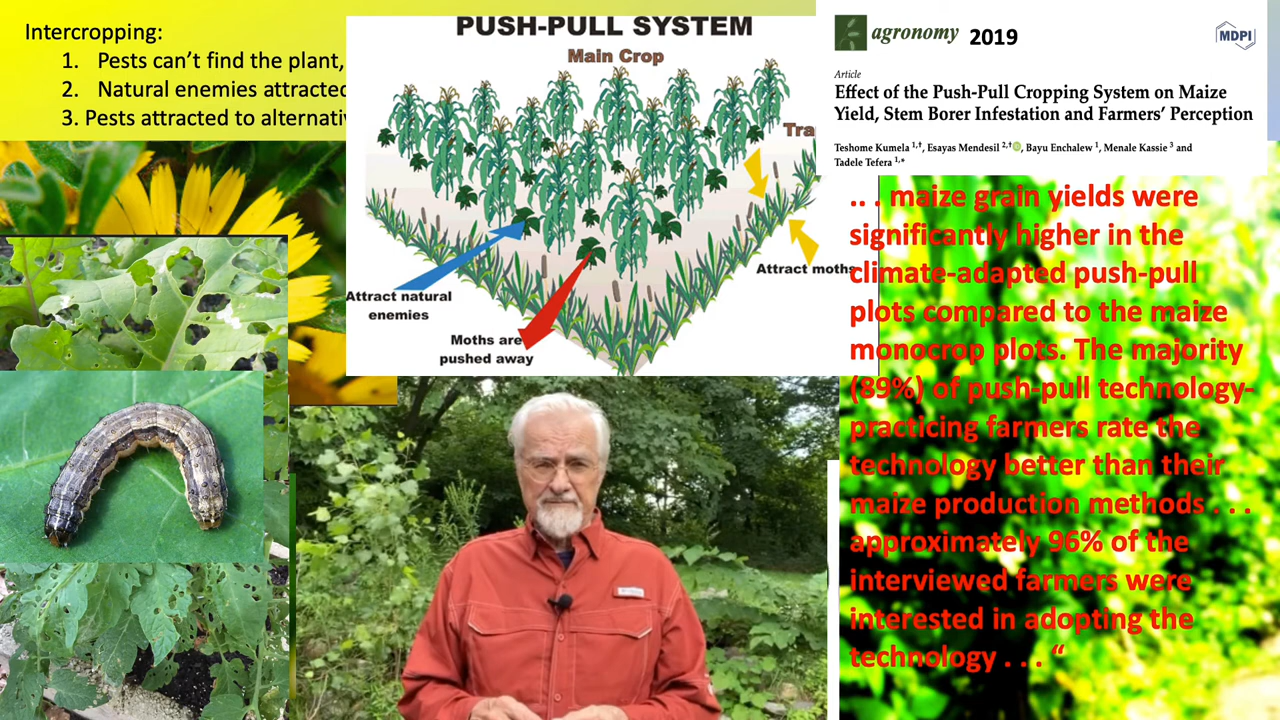 Intercropping:
1. Pests can't find the plant,
2. Natural enemies attracted
3. Pests attracted to
PUSH-PULL SYSTEM
Main Crop
Attract natural
enemies
Moths are
pushed away
Attract moths
agronomy 2019
MDPI
Article
Effect of the Push-Pull Cropping System on Maize
Yield, Stem Borer Infestation and Farmers' Perception
Teshome Kumela 1,†, Esayas Mendesil 2,†, Bayu Enchalew 1, Menale Kassie 3 and
Tadele Tefera 1,*
.. . maize grain yields were
significantly higher in the
climate-adapted push-pull
plots compared to the maize
monocrop plots. The majority
(89%) of push-pull technology-
practicing farmers rate the
technology better than their
maize production methods . . .
approximately 96% of the
interviewed farmers were
interested in adopting the
technology . . . “